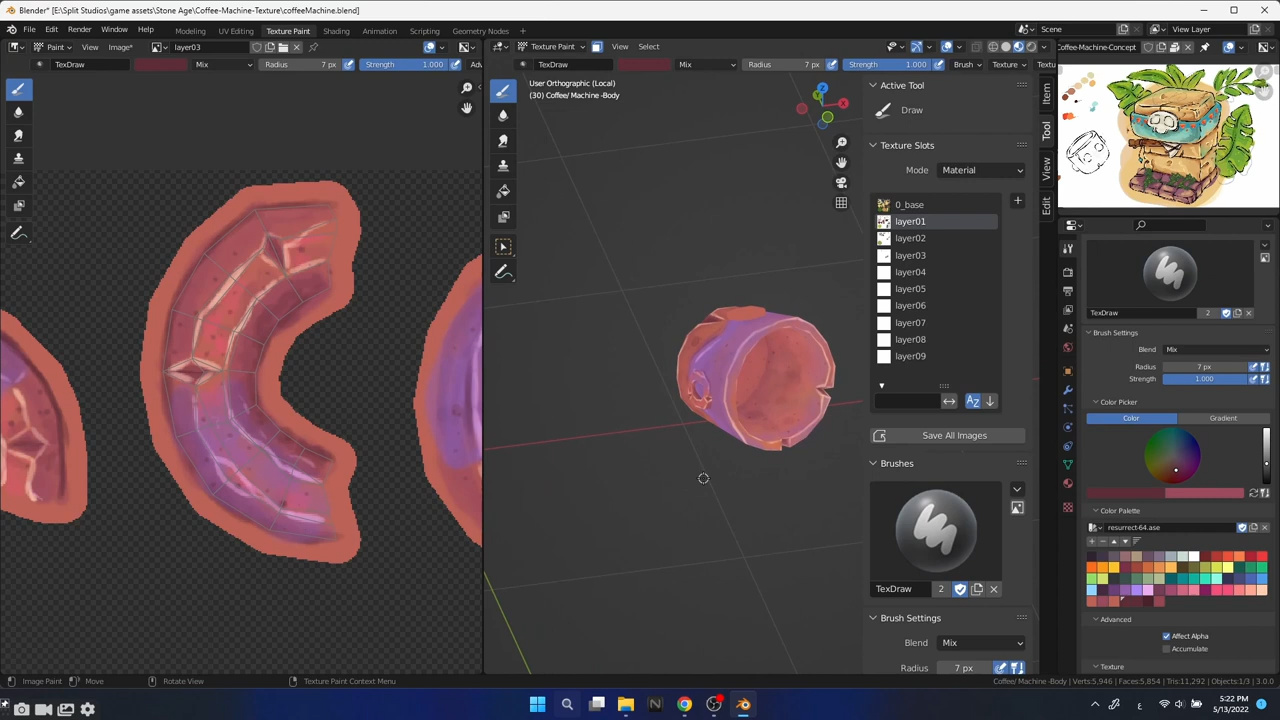 Blender* [E:\Split Studios\game assets\Stone Age\Coffee-Machine-Texture\coffeeMachine.blend]
File Edit Render Window Help Modeling UV Editing Texture Paint Shading Animation Compositing Scripting Geometry Nodes Scene View Layer
Paint View Image* layer03 Texture Paint View Select Coffee-Machine-Concept
TexDraw Mix Radius 7 px Strength 1.000 TexDraw Mix Radius 7 px Strength 1.000 Brush Texture
User Orthographic (Local)
(30) Coffee/ Machine -Body
Active Tool
Draw
Texture Slots
Mode Material
0_base
layer01
layer02
layer03
layer04
layer05
layer06
layer07
layer08
layer09
Save All Images
Brushes
TexDraw 2
Brush Settings
Blend Mix
Radius 7 px
Item
Tool
View
Edit
TexDraw 2
Brush Settings
Blend Mix
Radius 7 px
Strength 1.000
Color Picker
Color Gradient
Color Palette
resurrect-64.ase
Advanced
Affect Alpha
Accumulate
Texture
Image Paint Move Rotate View Texture Paint Context Menu Coffee/ Machine -Body | Verts:5,946 | Faces:5,854 | Tris:11,292 | Objects:1/3 | 3.0.0
5:22 PM
5/13/2022